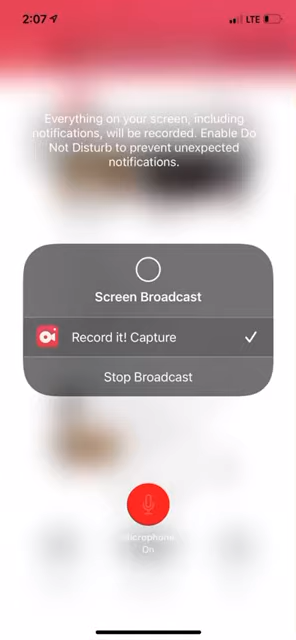 2:07
LTE
Everything on your screen, including
notifications, will be recorded. Enable Do
Not Disturb to prevent unexpected
notifications.
Screen Broadcast
Record it! Capture
Stop Broadcast
Microphone
On